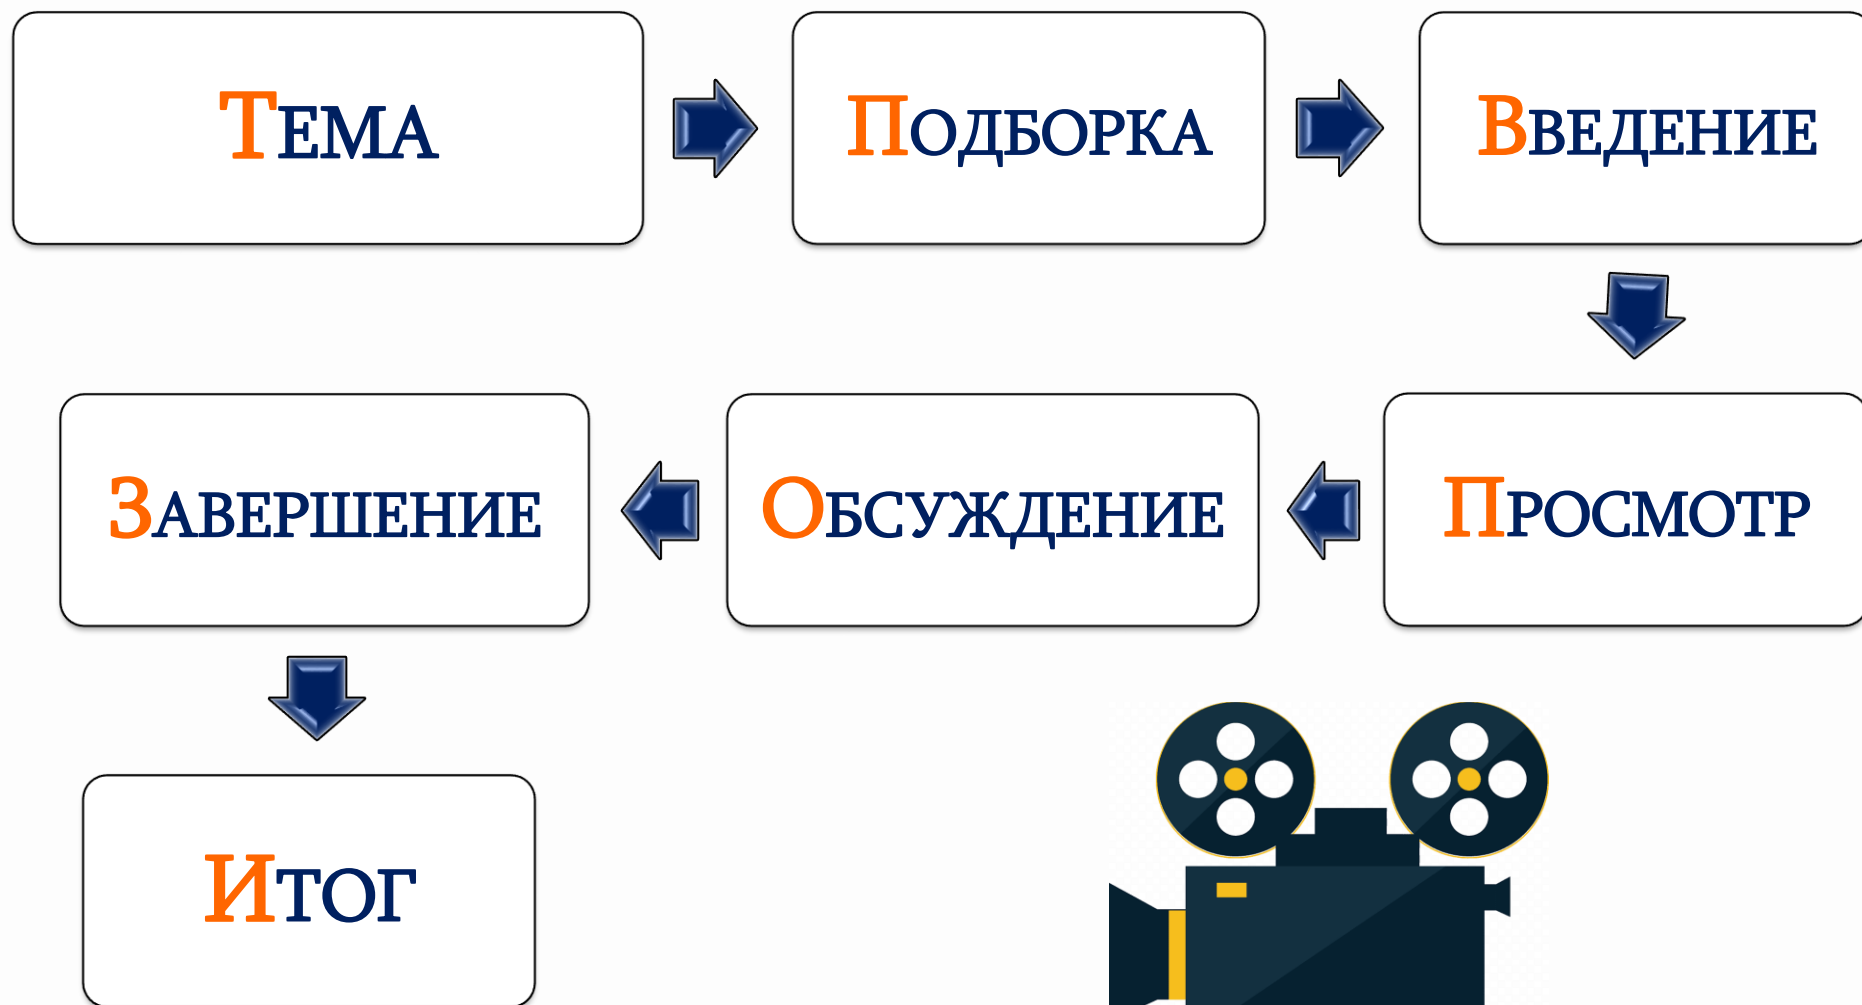 Тема
Подборка
Введение
Просмотр
Обсуждение
Завершение
Итог